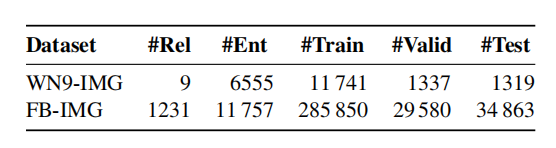 Dataset #Rel #Ent #Train #Valid #Test
WN9-IMG 9 6555 11 741 1337 1319
FB-IMG 1231 11 757 285 850 29 580 34 863